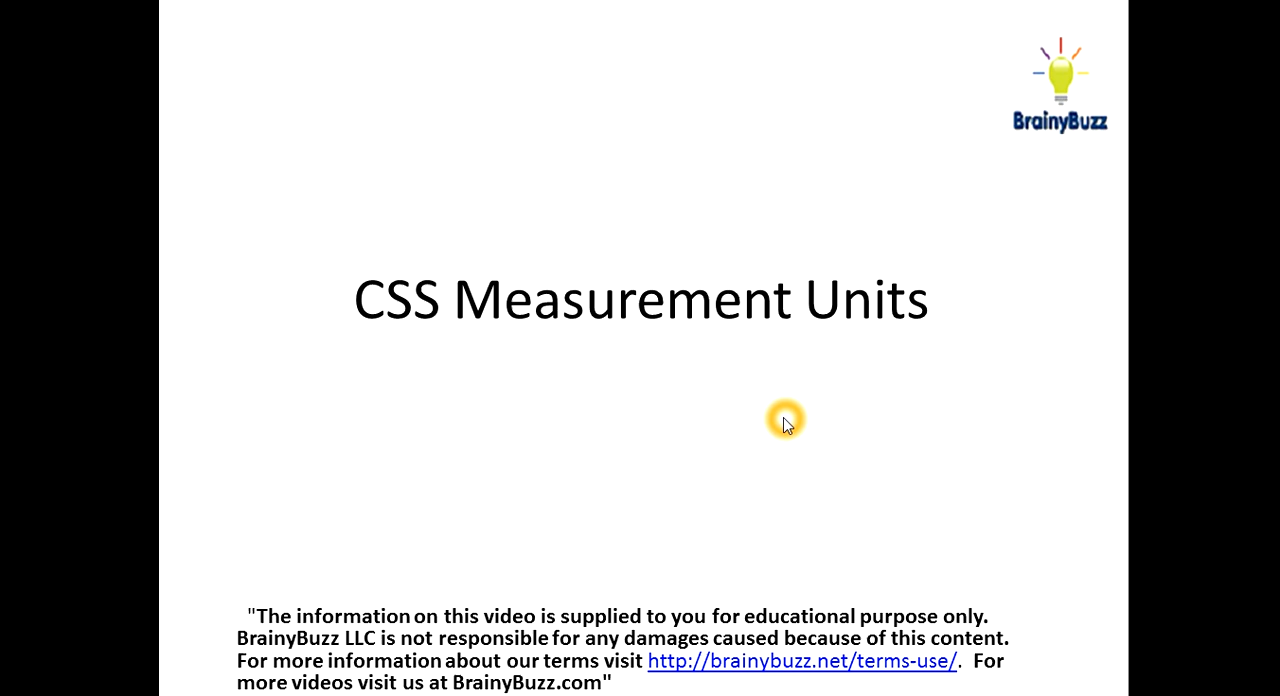 BrainyBuzz
CSS Measurement Units
"The information on this video is supplied to you for educational purpose only.
BrainyBuzz LLC is not responsible for any damages caused because of this content.
For more information about our terms visit http://brainybuzz.net/terms-use/. For
more videos visit us at BrainyBuzz.com"